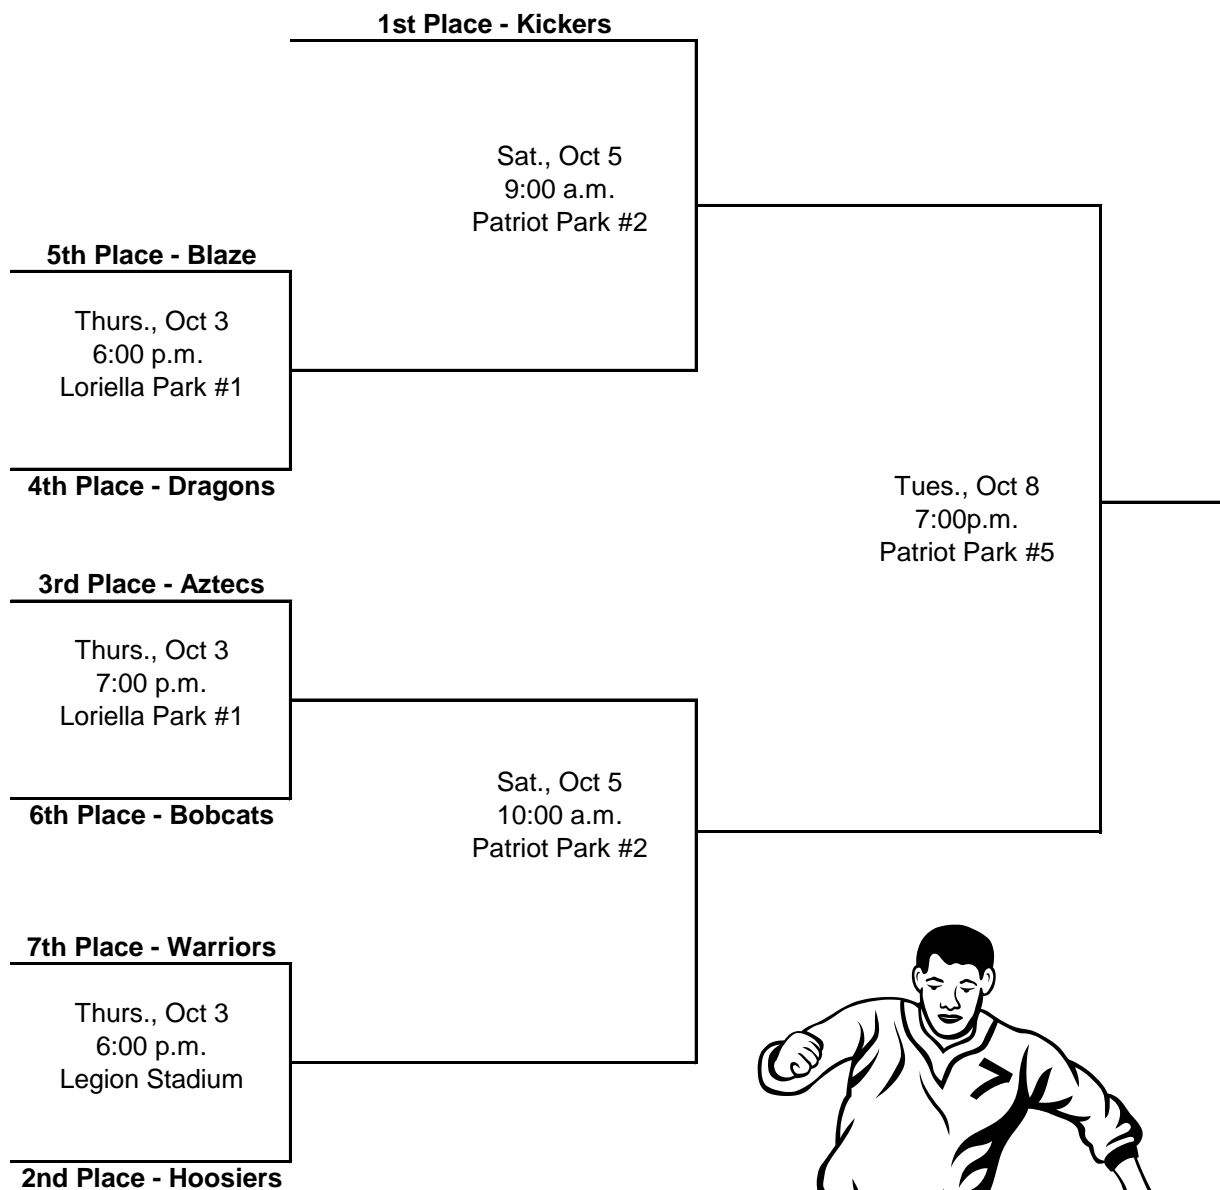 1st Place - Kickers
Sat., Oct 5
9:00 a.m.
Patriot Park #2
5th Place - Blaze
Thurs., Oct 3
6:00 p.m.
Loriella Park #1
4th Place - Dragons
Tues., Oct 8
7:00p.m.
Patriot Park #5
3rd Place - Aztecs
Thurs., Oct 3
7:00 p.m.
Loriella Park #1
6th Place - Bobcats
Sat., Oct 5
10:00 a.m.
Patriot Park #2
7th Place - Warriors
Thurs., Oct 3
6:00 p.m.
Legion Stadium
2nd Place - Hoosiers
7